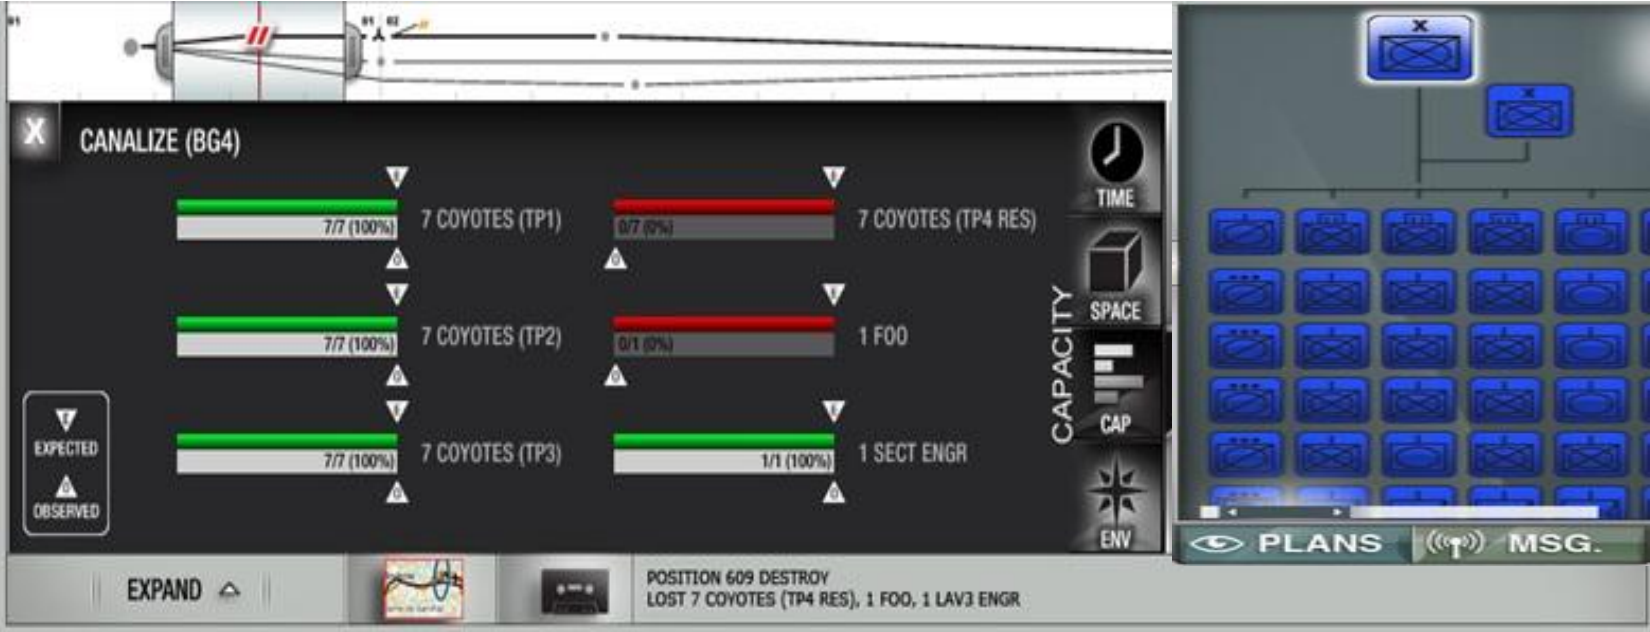 01
01 02
X
CANALIZE (BG4)
7/7 (100%)
7 COYOTES (TP1)
0/7 (0%)
7 COYOTES (TP4 RES)
7/7 (100%)
7 COYOTES (TP2)
0/1 (0%)
1 FOO
7/7 (100%)
7 COYOTES (TP3)
1/1 (100%)
1 SECT ENGR
E
EXPECTED
O
OBSERVED
CAPACITY
TIME
SPACE
CAP
ENV
X
X
PLANS
MSG.
EXPAND
POSITION 609 DESTROY
LOST 7 COYOTES (TP4 RES), 1 FOO, 1 LAV3 ENGR